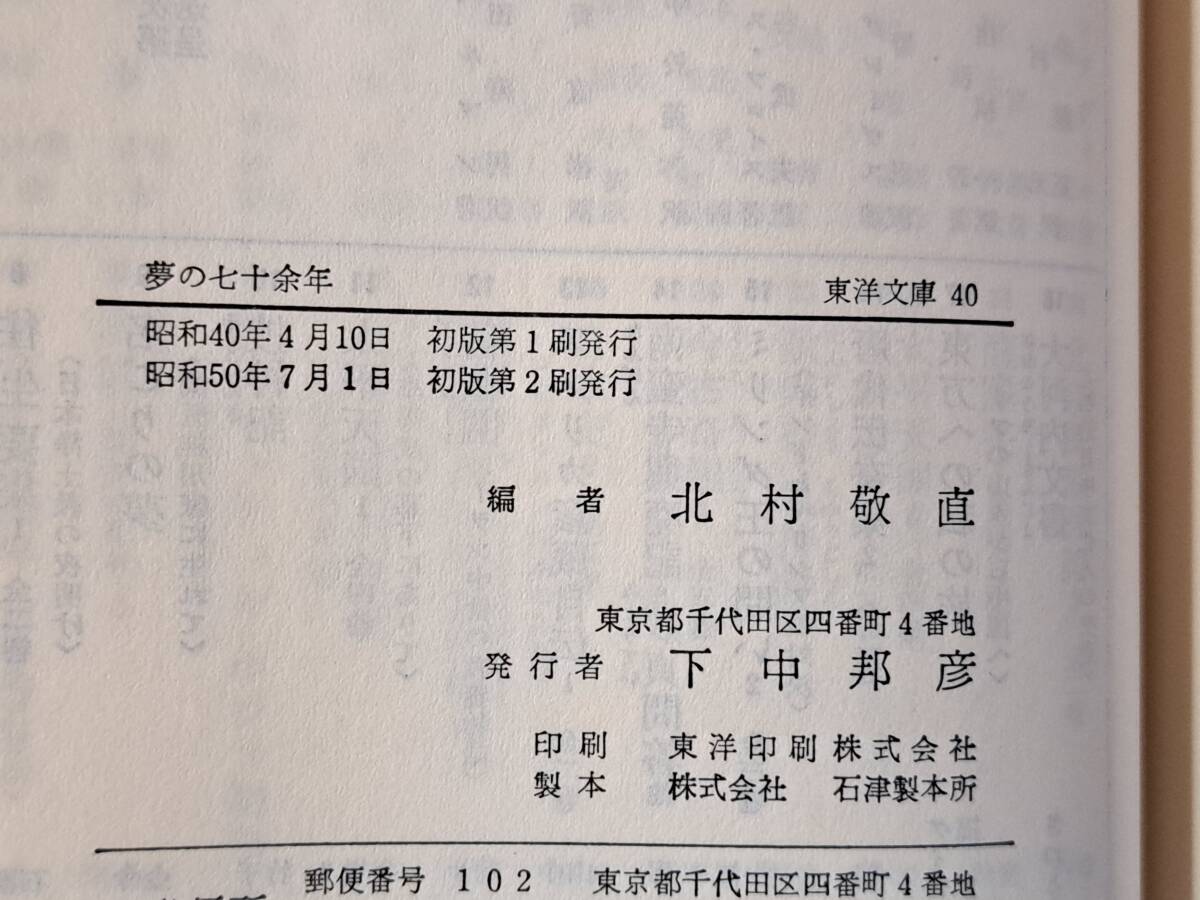 夢の七十余年 東洋文庫 40
昭和40年4月10日 初版第1刷発行
昭和50年7月1日 初版第2刷発行
編者 北村敬直
東京都千代田区四番町4番地
発行者 下中邦彦
印刷 東洋印刷株式会社
製本 株式会社 石津製本所
郵便番号 102 東京都千代田区四番町4番地